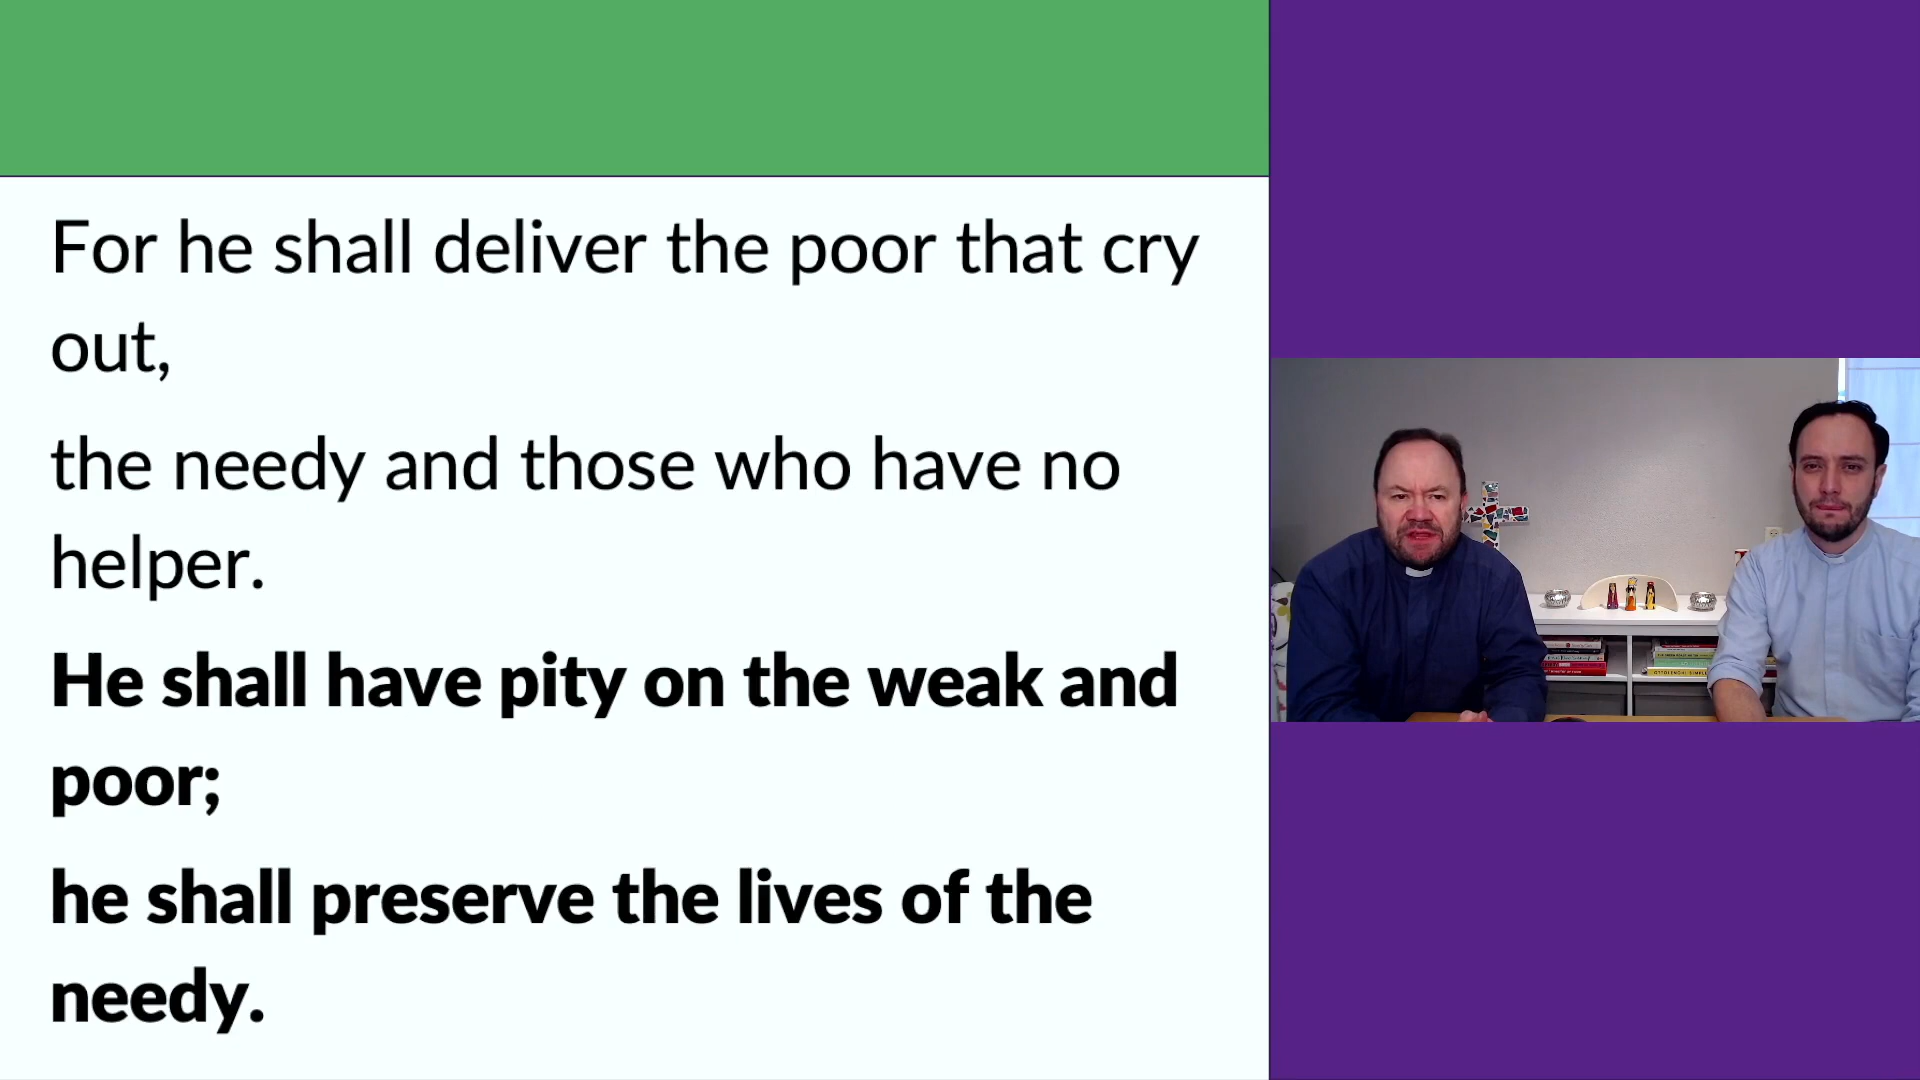 For he shall deliver the poor that cry
out,
the needy and those who have no
helper.
He shall have pity on the weak and
poor;
he shall preserve the lives of the
needy.